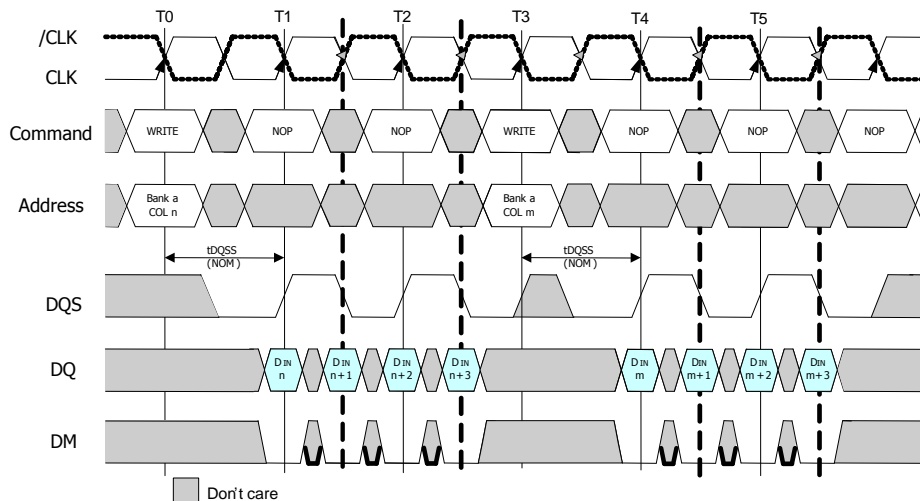 T0 T1 T2 T3 T4 T5
/CLK
CLK
Command WRITE NOP NOP WRITE NOP NOP NOP
Address Bank a COL n Bank a COL m
tDQSS (NOM) tDQSS (NOM)
DQS
DQ DIN n DIN n+1 DIN n+2 DIN n+3 DIN m DIN m+1 DIN m+2 DIN m+3
DM
Don't care